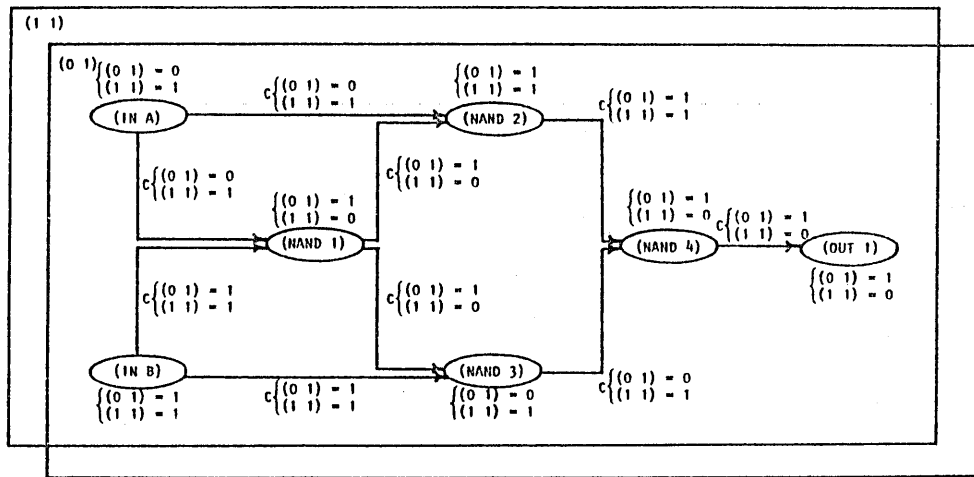 (1 1)
(0 1) {(0 1) = 0
(1 1) = 1
C {(0 1) = 0
(1 1) = 1
{(0 1) = 1
(1 1) = 1
C {(0 1) = 1
(1 1) = 1
(IN A)
(NAND 2)
C {(0 1) = 0
(1 1) = 1
{(0 1) = 1
(1 1) = 0
C {(0 1) = 1
(1 1) = 0
{(0 1) = 1
(1 1) = 0
C {(0 1) = 1
(1 1) = 0
(NAND 1)
(NAND 4)
(OUT 1)
C {(0 1) = 1
(1 1) = 1
C {(0 1) = 1
(1 1) = 0
{(0 1) = 1
(1 1) = 0
(IN B)
(NAND 3)
{(0 1) = 1
(1 1) = 1
C {(0 1) = 1
(1 1) = 1
{(0 1) = 0
(1 1) = 1
C {(0 1) = 0
(1 1) = 1